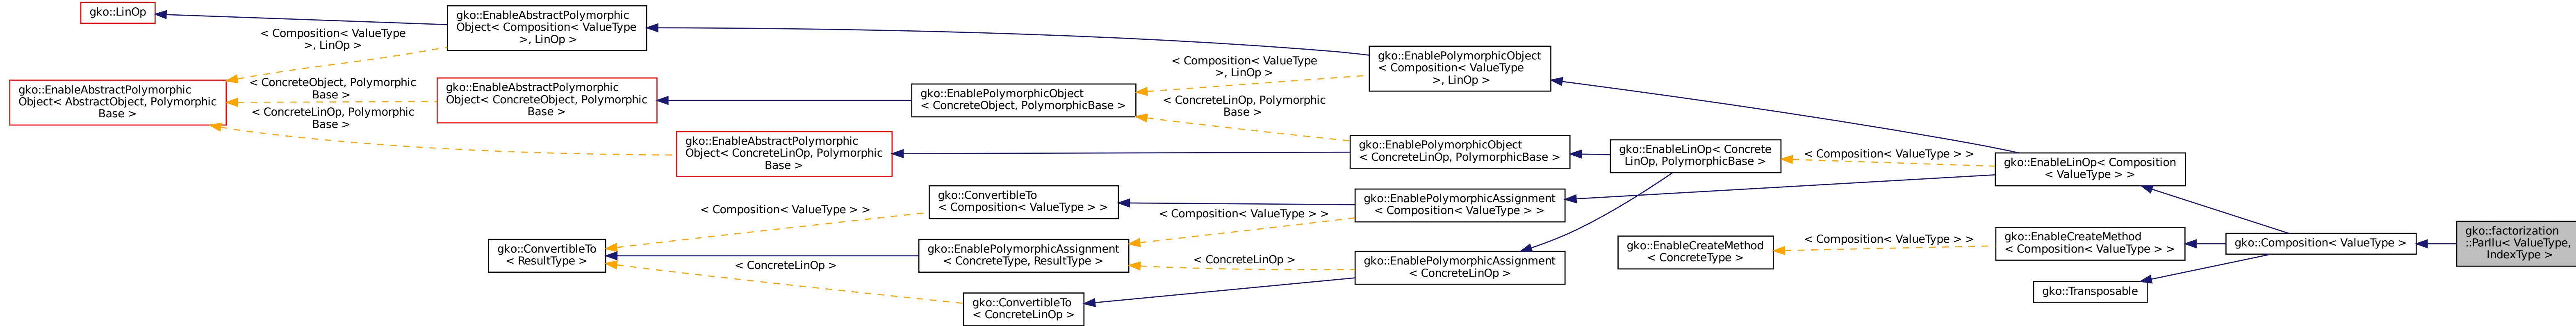 gko::LinOp
gko::EnableAbstractPolymorphic
Object< Composition< ValueType
>, LinOp >
< Composition< ValueType
>, LinOp >
gko::EnableAbstractPolymorphic
Object< AbstractObject, Polymorphic
Base >
< ConcreteObject, Polymorphic
Base >
< ConcreteLinOp, Polymorphic
Base >
gko::EnableAbstractPolymorphic
Object< ConcreteObject, Polymorphic
Base >
gko::EnableAbstractPolymorphic
Object< ConcreteLinOp, Polymorphic
Base >
gko::EnablePolymorphicObject
< ConcreteObject, PolymorphicBase >
< Composition< ValueType
>, LinOp >
< ConcreteLinOp, Polymorphic
Base >
gko::EnablePolymorphicObject
< Composition< ValueType
>, LinOp >
gko::EnablePolymorphicObject
< ConcreteLinOp, PolymorphicBase >
gko::EnableLinOp< Concrete
LinOp, PolymorphicBase >
< Composition< ValueType > >
gko::EnableLinOp< Composition
< ValueType > >
gko::ConvertibleTo
< ResultType >
< Composition< ValueType > >
gko::ConvertibleTo
< Composition< ValueType > >
gko::EnablePolymorphicAssignment
< ConcreteType, ResultType >
< ConcreteLinOp >
gko::ConvertibleTo
< ConcreteLinOp >
< Composition< ValueType > >
< ConcreteLinOp >
gko::EnablePolymorphicAssignment
< Composition< ValueType > >
gko::EnablePolymorphicAssignment
< ConcreteLinOp >
gko::EnableCreateMethod
< ConcreteType >
< Composition< ValueType > >
gko::EnableCreateMethod
< Composition< ValueType > >
gko::Transposable
gko::Composition< ValueType >
gko::factorization
::ParIlu< ValueType,
IndexType >